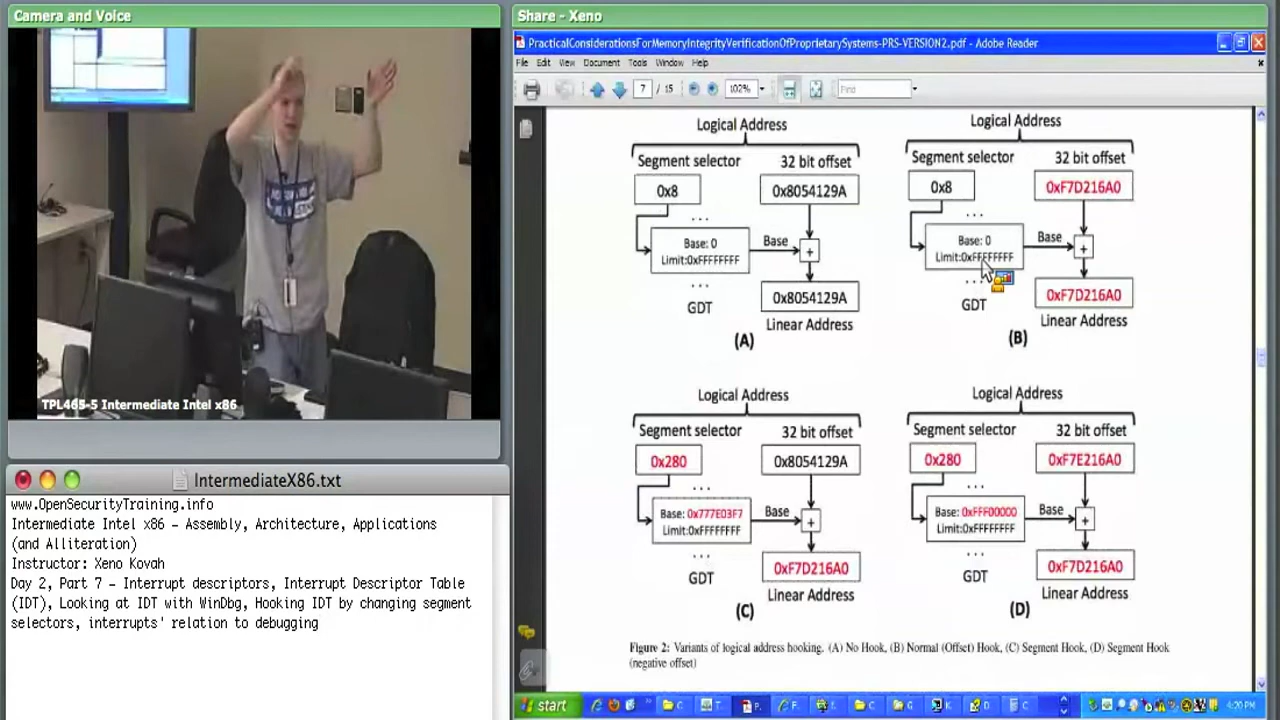 Camera and Voice
TPL465-5 Intermediate Intel x86
IntermediateX86.txt
www.OpenSecurityTraining.info
Intermediate Intel x86 – Assembly, Architecture, Applications
(and Alliteration)
Instructor: Xeno Kovah
Day 2, Part 7 – Interrupt descriptors, Interrupt Descriptor Table
(IDT), Looking at IDT with WinDbg, Hooking IDT by changing segment
selectors, interrupts' relation to debugging
Share - Xeno
PracticalConsiderationsForMemoryIntegrityVerificationOfProprietarySystems-PRS-VERSION2.pdf - Adobe Reader
File Edit View Document Tools Window Help
7 / 15 102% Find
Logical Address
Segment selector 32 bit offset
0x8 0x8054129A
...
Base: 0
Limit:0xFFFFFFFF
Base +
...
GDT
0x8054129A
Linear Address
(A)
Logical Address
Segment selector 32 bit offset
0x8 0xF7D216A0
...
Base: 0
Limit:0xFFFFFFFF
Base +
...
GDT
0xF7D216A0
Linear Address
(B)
Logical Address
Segment selector 32 bit offset
0x280 0x8054129A
...
Base: 0x777E03F7
Limit:0xFFFFFFFF
Base +
...
GDT
0xF7D216A0
Linear Address
(C)
Logical Address
Segment selector 32 bit offset
0x280 0xF7E216A0
...
Base: 0xFFF00000
Limit:0xFFFFFFFF
Base +
...
GDT
0xF7D216A0
Linear Address
(D)
Figure 2: Variants of logical address hooking. (A) No Hook, (B) Normal (Offset) Hook, (C) Segment Hook, (D) Segment Hook
(negative offset)
start
4:20 PM